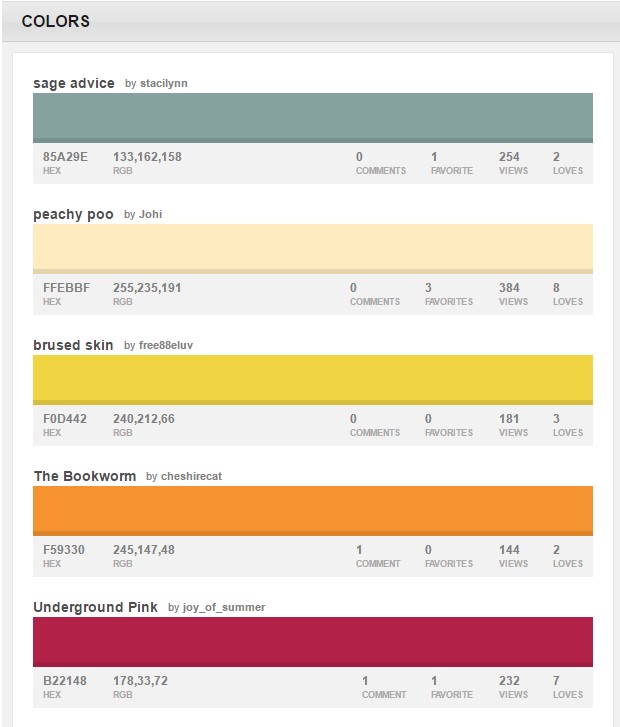 COLORS
sage advice by stacilynn
85A29E 133,162,158 0 1 254 2
HEX RGB COMMENTS FAVORITE VIEWS LOVES
peachy poo by Johi
FFEBBF 255,235,191 0 3 384 8
HEX RGB COMMENTS FAVORITES VIEWS LOVES
brused skin by free88eluv
F0D442 240,212,66 0 0 181 3
HEX RGB COMMENTS FAVORITES VIEWS LOVES
The Bookworm by cheshirecat
F59330 245,147,48 1 0 144 2
HEX RGB COMMENT FAVORITES VIEWS LOVES
Underground Pink by joy_of_summer
B22148 178,33,72 1 1 232 7
HEX RGB COMMENT FAVORITE VIEWS LOVES